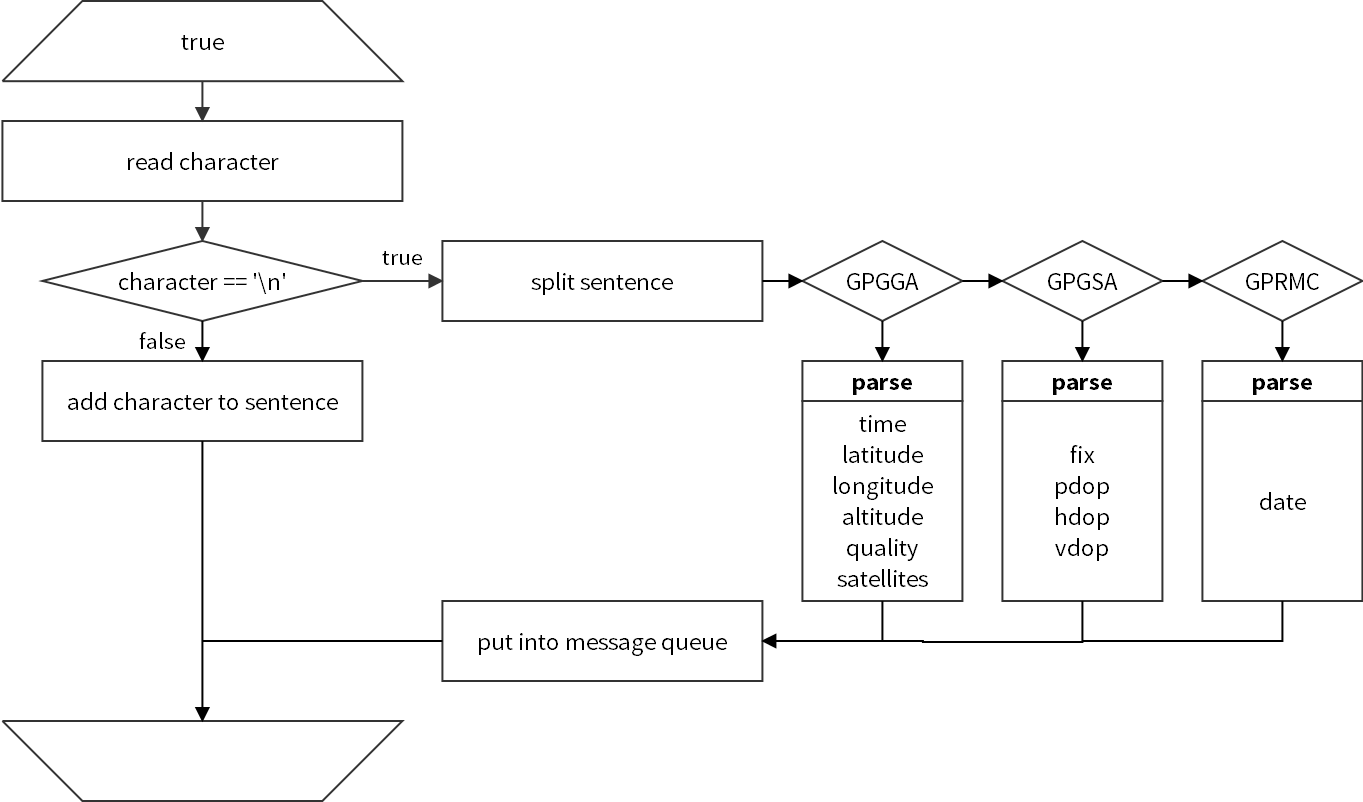 true
read character
character == '\n'
true
split sentence
GPGGA
GPGSA
GPRMC
false
add character to sentence
parse
time
latitude
longitude
altitude
quality
satellites
parse
fix
pdop
hdop
vdop
parse
date
put into message queue